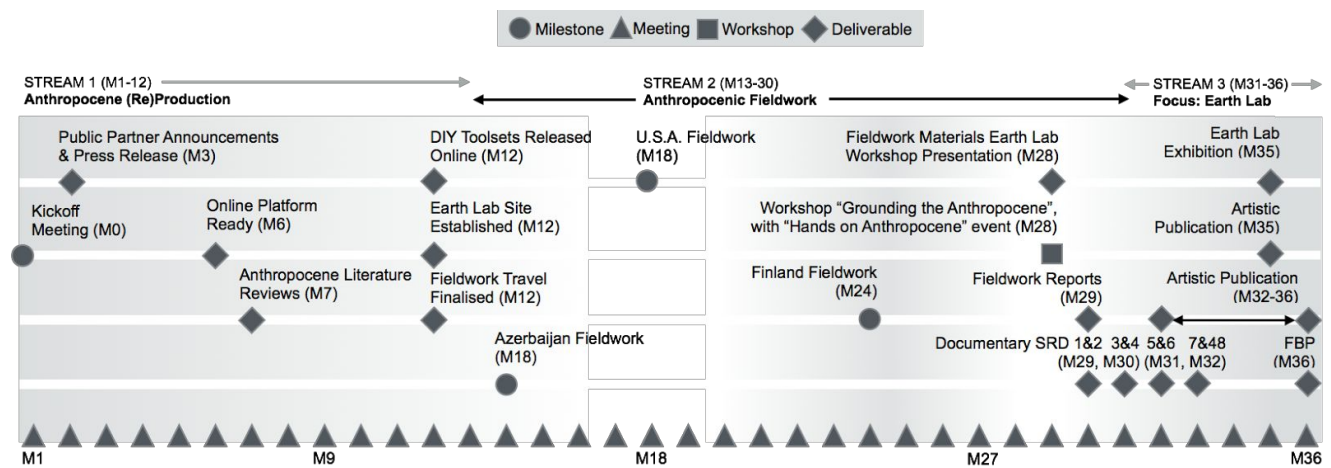 Milestone Meeting Workshop Deliverable
STREAM 1 (M1-12)
Anthropocene (Re)Production
STREAM 2 (M13-30)
Anthropocenic Fieldwork
STREAM 3 (M31-36)
Focus: Earth Lab
Public Partner Announcements
& Press Release (M3)
DIY Toolsets Released
Online (M12)
U.S.A. Fieldwork
(M18)
Fieldwork Materials Earth Lab
Workshop Presentation (M28)
Earth Lab
Exhibition (M35)
Kickoff
Meeting (M0)
Online Platform
Ready (M6)
Earth Lab Site
Established (M12)
Workshop “Grounding the Anthropocene”,
with “Hands on Anthropocene” event (M28)
Artistic
Publication (M35)
Anthropocene Literature
Reviews (M7)
Fieldwork Travel
Finalised (M12)
Finland Fieldwork
(M24)
Fieldwork Reports
(M29)
Artistic Publication
(M32-36)
Azerbaijan Fieldwork
(M18)
Documentary SRD 1&2 3&4 5&6 7&48
(M29, M30) (M31, M32)
FBP
(M36)
M1 M9 M18 M27 M36